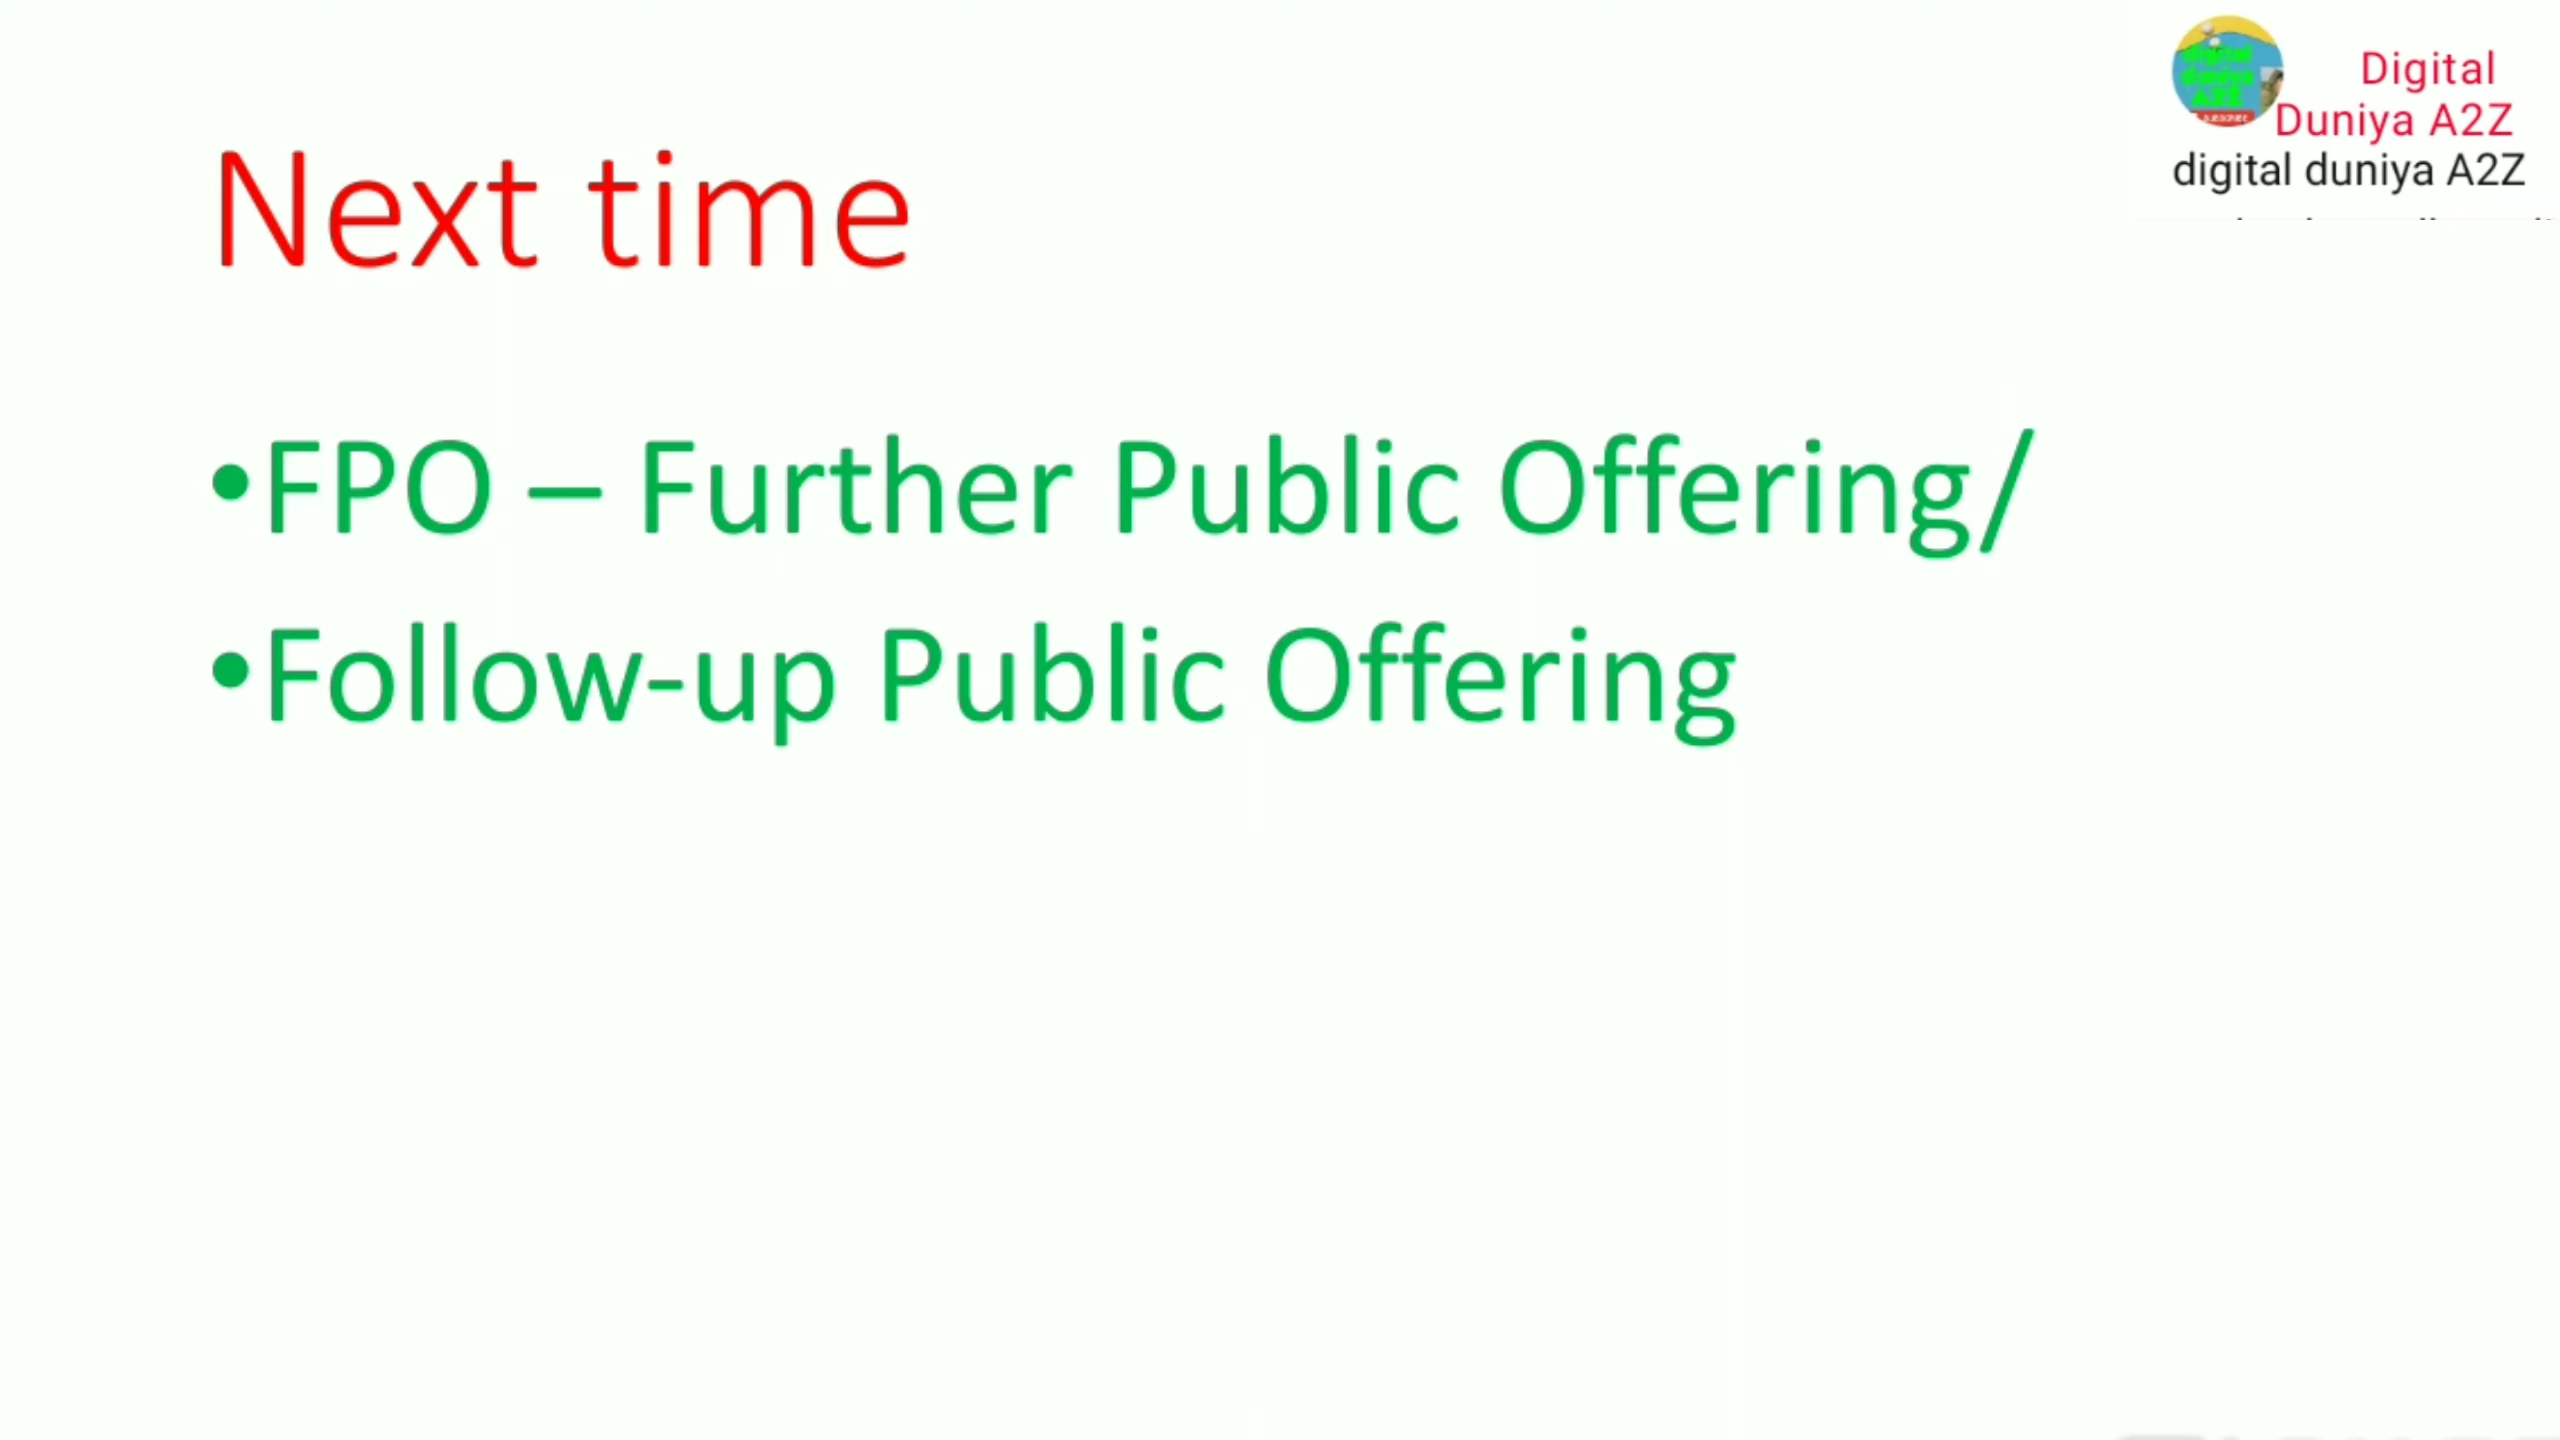 Digital
Duniya A2Z
digital duniya A2Z
Next time
•FPO – Further Public Offering/
•Follow-up Public Offering